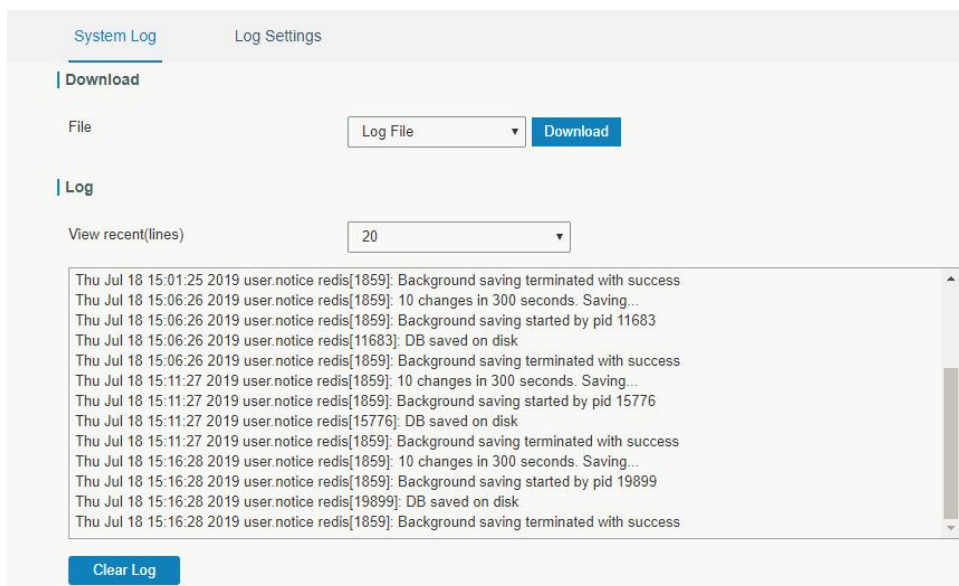 System Log Log Settings
Download
File Log File Download
Log
View recent(lines) 20
Thu Jul 18 15:01:25 2019 user.notice redis[1859]: Background saving terminated with success
Thu Jul 18 15:06:26 2019 user.notice redis[1859]: 10 changes in 300 seconds. Saving...
Thu Jul 18 15:06:26 2019 user.notice redis[1859]: Background saving started by pid 11683
Thu Jul 18 15:06:26 2019 user.notice redis[11683]: DB saved on disk
Thu Jul 18 15:06:26 2019 user.notice redis[1859]: Background saving terminated with success
Thu Jul 18 15:11:27 2019 user.notice redis[1859]: 10 changes in 300 seconds. Saving...
Thu Jul 18 15:11:27 2019 user.notice redis[1859]: Background saving started by pid 15776
Thu Jul 18 15:11:27 2019 user.notice redis[15776]: DB saved on disk
Thu Jul 18 15:11:27 2019 user.notice redis[1859]: Background saving terminated with success
Thu Jul 18 15:16:28 2019 user.notice redis[1859]: 10 changes in 300 seconds. Saving...
Thu Jul 18 15:16:28 2019 user.notice redis[1859]: Background saving started by pid 19899
Thu Jul 18 15:16:28 2019 user.notice redis[19899]: DB saved on disk
Thu Jul 18 15:16:28 2019 user.notice redis[1859]: Background saving terminated with success
Clear Log